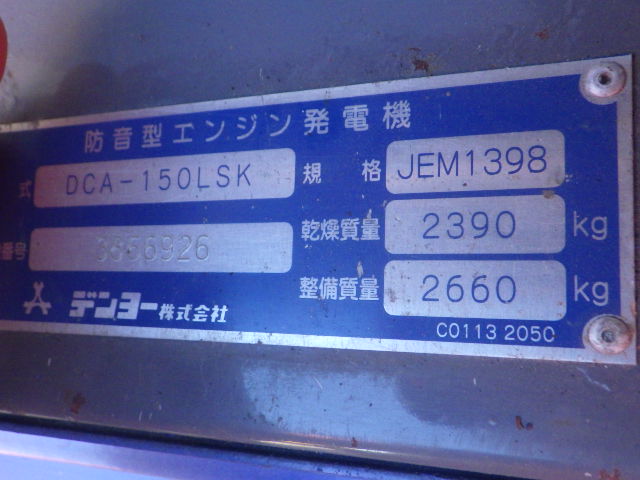 防音型エンジン発電機
式 DCA-150LSK 規格 JEM1398
乾燥質量 2390 kg
番号
整備質量 2660 kg
デンヨー株式会社
C0113 2050